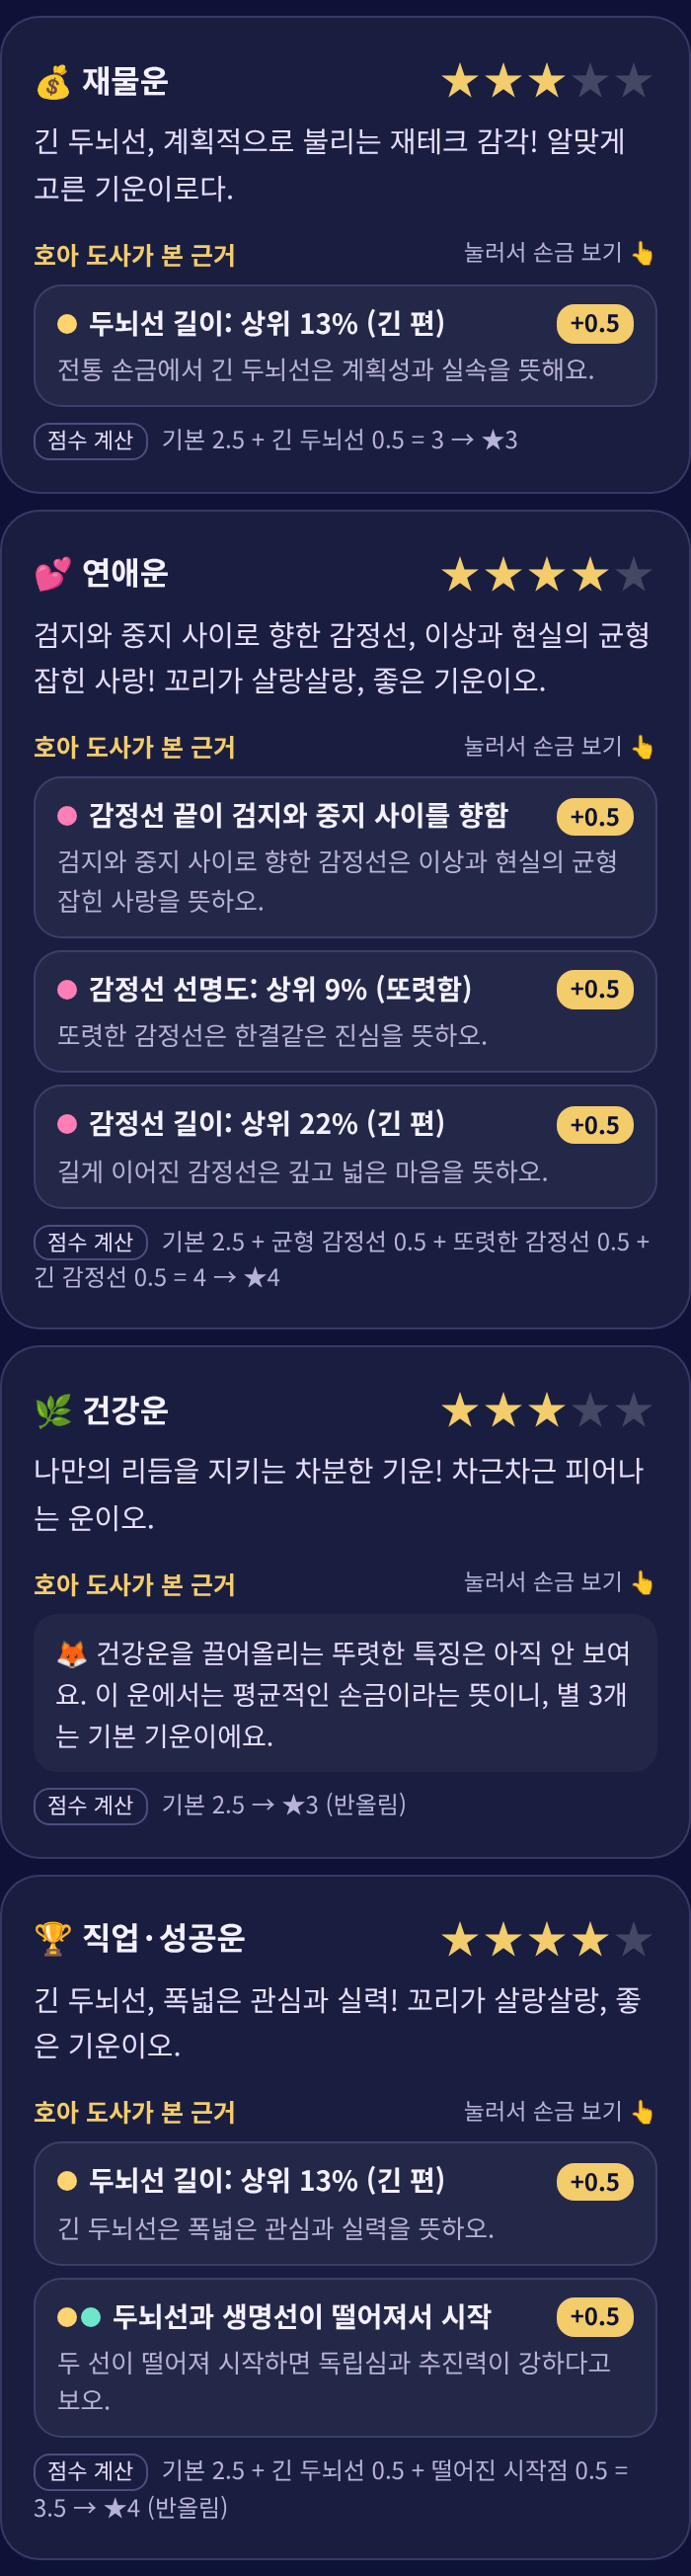 💰 재물운 ★★★★★
긴 두뇌선, 계획적으로 불리는 재테크 감각! 알맞게
고른 기운이로다.
호아 도사가 본 근거 눌러서 손금 보기 👆
두뇌선 길이: 상위 13% (긴 편) +0.5
전통 손금에서 긴 두뇌선은 계획성과 실속을 뜻해요.
점수 계산 기본 2.5 + 긴 두뇌선 0.5 = 3 → ★3
💕 연애운 ★★★★★
검지와 중지 사이로 향한 감정선, 이상과 현실의 균형
잡힌 사랑! 꼬리가 살랑살랑, 좋은 기운이오.
호아 도사가 본 근거 눌러서 손금 보기 👆
감정선 끝이 검지와 중지 사이를 향함 +0.5
검지와 중지 사이로 향한 감정선은 이상과 현실의 균형
잡힌 사랑을 뜻하오.
감정선 선명도: 상위 9% (또렷함) +0.5
또렷한 감정선은 한결같은 진심을 뜻하오.
감정선 길이: 상위 22% (긴 편) +0.5
길게 이어진 감정선은 깊고 넓은 마음을 뜻하오.
점수 계산 기본 2.5 + 균형 감정선 0.5 + 또렷한 감정선 0.5 +
긴 감정선 0.5 = 4 → ★4
🌿 건강운 ★★★★★
나만의 리듬을 지키는 차분한 기운! 차근차근 피어나
는 운이오.
호아 도사가 본 근거 눌러서 손금 보기 👆
🦊 건강운을 끌어올리는 뚜렷한 특징은 아직 안 보여
요. 이 운에서는 평균적인 손금이라는 뜻이니, 별 3개
는 기본 기운이에요.
점수 계산 기본 2.5 → ★3 (반올림)
🏆 직업·성공운 ★★★★★
긴 두뇌선, 폭넓은 관심과 실력! 꼬리가 살랑살랑, 좋
은 기운이오.
호아 도사가 본 근거 눌러서 손금 보기 👆
두뇌선 길이: 상위 13% (긴 편) +0.5
긴 두뇌선은 폭넓은 관심과 실력을 뜻하오.
두뇌선과 생명선이 떨어져서 시작 +0.5
두 선이 떨어져 시작하면 독립심과 추진력이 강하다고
보오.
점수 계산 기본 2.5 + 긴 두뇌선 0.5 + 떨어진 시작점 0.5 =
3.5 → ★4 (반올림)